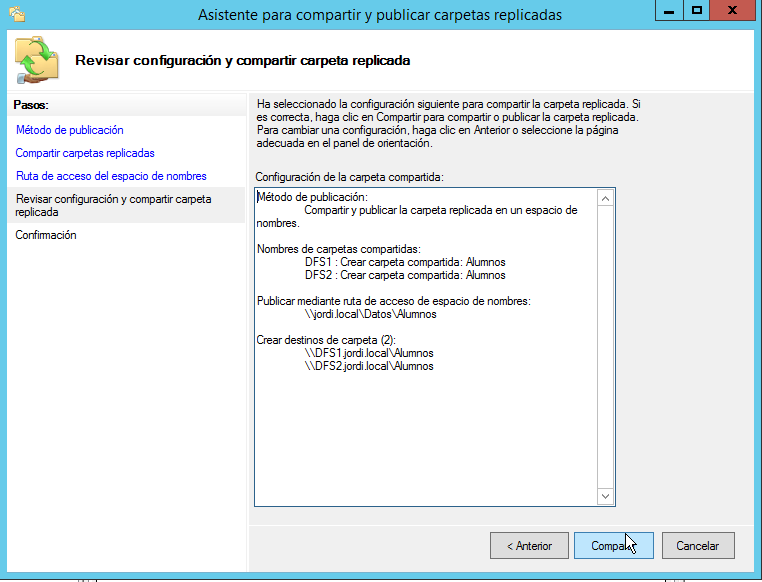 Asistente para compartir y publicar carpetas replicadas
Revisar configuración y compartir carpeta replicada
Pasos:
Método de publicación
Compartir carpetas replicadas
Ruta de acceso del espacio de nombres
Revisar configuración y compartir carpeta
replicada
Confirmación
Ha seleccionado la configuración siguiente para compartir la carpeta replicada. Si
es correcta, haga clic en Compartir para compartir o publicar la carpeta replicada.
Para cambiar una configuración, haga clic en Anterior o seleccione la página
adecuada en el panel de orientación.
Configuración de la carpeta compartida:
Método de publicación:
Compartir y publicar la carpeta replicada en un espacio de
nombres.
Nombres de carpetas compartidas:
DFS1 : Crear carpeta compartida: Alumnos
DFS2 : Crear carpeta compartida: Alumnos
Publicar mediante ruta de acceso de espacio de nombres:
\\jordi.local\Datos\Alumnos
Crear destinos de carpeta (2):
\\DFS1.jordi.local\Alumnos
\\DFS2.jordi.local\Alumnos
< Anterior
Compartir
Cancelar